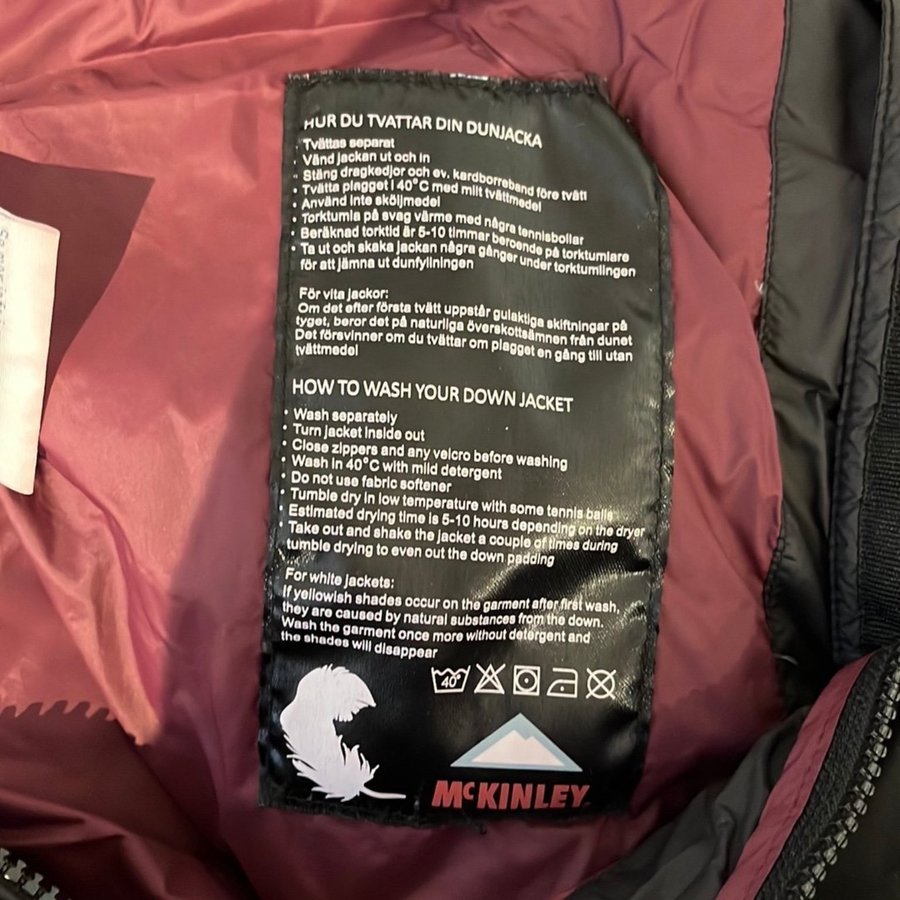 HUR DU TVÄTTAR DIN DUNJACKA
• Tvättas separat
• Vänd jackan ut och in
• Stäng dragkedjor och ev. kardborreband före tvätt
• Tvätta plagget i 40°C med milt tvättmedel
• Använd inte sköljmedel
• Torktumla på svag värme med några tennisbollar
• Beräknad torktid är 5-10 timmar beroende på torktumlare
• Ta ut och skaka jackan några gånger under torktumlingen
för att jämna ut dunfyllningen
För vita jackor:
Om det efter första tvätt uppstår gulaktiga skiftningar på
tyget, beror det på naturliga överskottsämnen från dunet
Det försvinner om du tvättar om plagget en gång till utan
tvättmedel
HOW TO WASH YOUR DOWN JACKET
• Wash separately
• Turn jacket inside out
• Close zippers and any velcro before washing
• Wash in 40°C with mild detergent
• Do not use fabric softener
• Tumble dry in low temperature with some tennis balls
• Estimated drying time is 5-10 hours depending on the dryer
• Take out and shake the jacket a couple of times during
tumble drying to even out the down padding
For white jackets:
If yellowish shades occur on the garment after first wash,
they are caused by natural substances from the down.
Wash the garment once more without detergent and
the shades will disappear
40°
McKINLEY